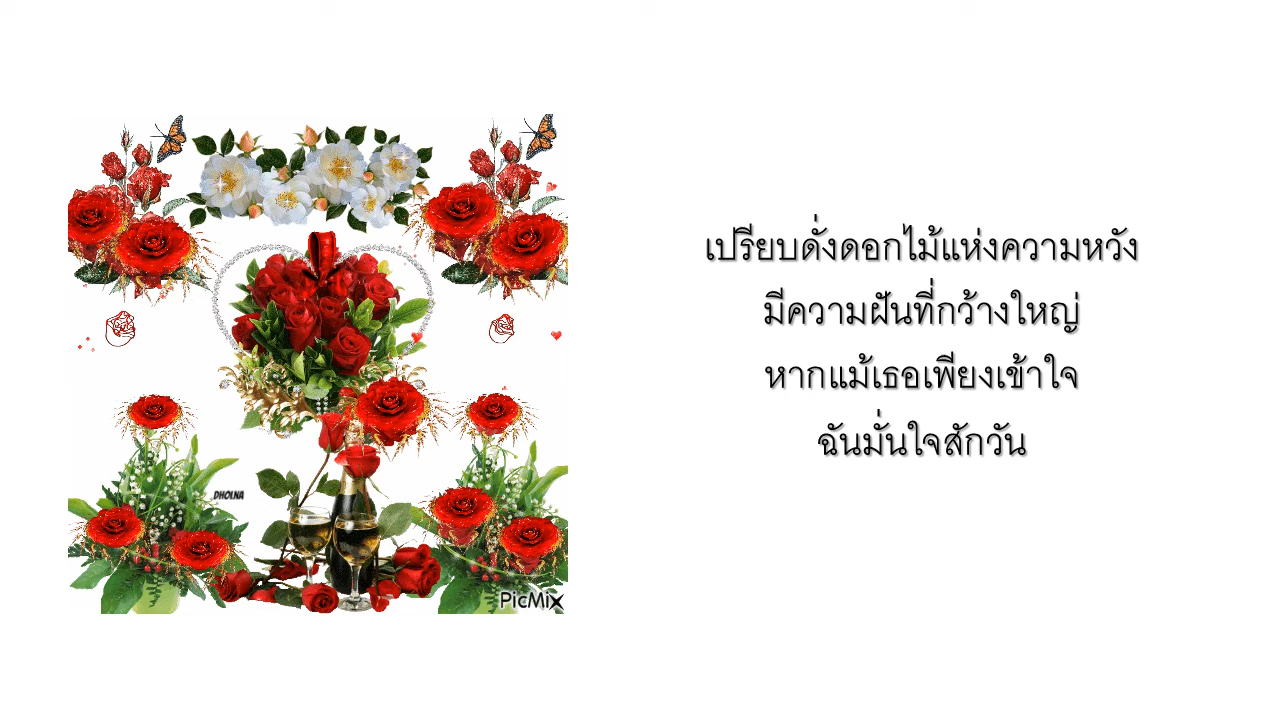 เปรียบดั่งดอกไม้แห่งความหวัง
มีความฝันที่กว้างใหญ่
หากแม้เธอเพียงเข้าใจ
ฉันมั่นใจสักวัน
DHOLNA
PicMix